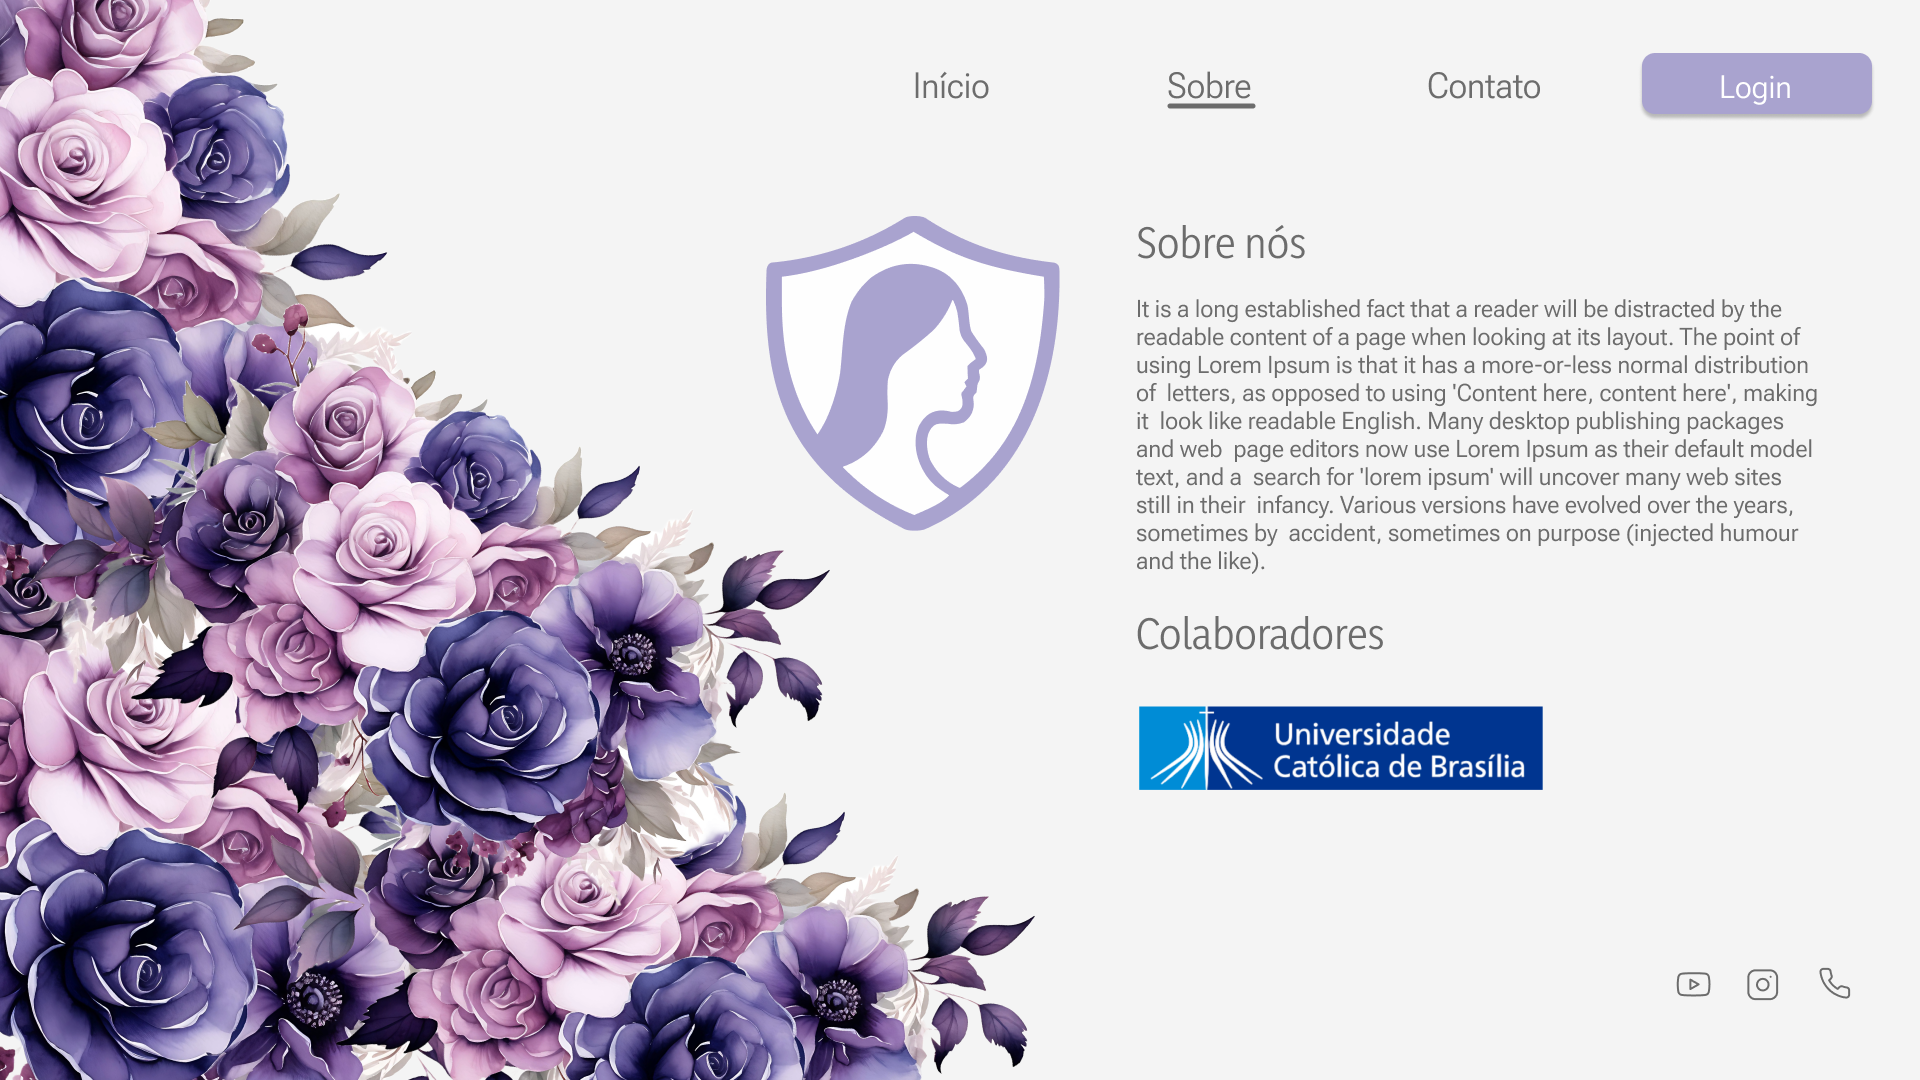 Início
Sobre
Contato
Login
Sobre nós
It is a long established fact that a reader will be distracted by the
readable content of a page when looking at its layout. The point of
using Lorem Ipsum is that it has a more-or-less normal distribution
of  letters, as opposed to using 'Content here, content here', making
it  look like readable English. Many desktop publishing packages
and web  page editors now use Lorem Ipsum as their default model
text, and a  search for 'lorem ipsum' will uncover many web sites
still in their  infancy. Various versions have evolved over the years,
sometimes by  accident, sometimes on purpose (injected humour
and the like).
Colaboradores
Universidade
Católica de Brasília